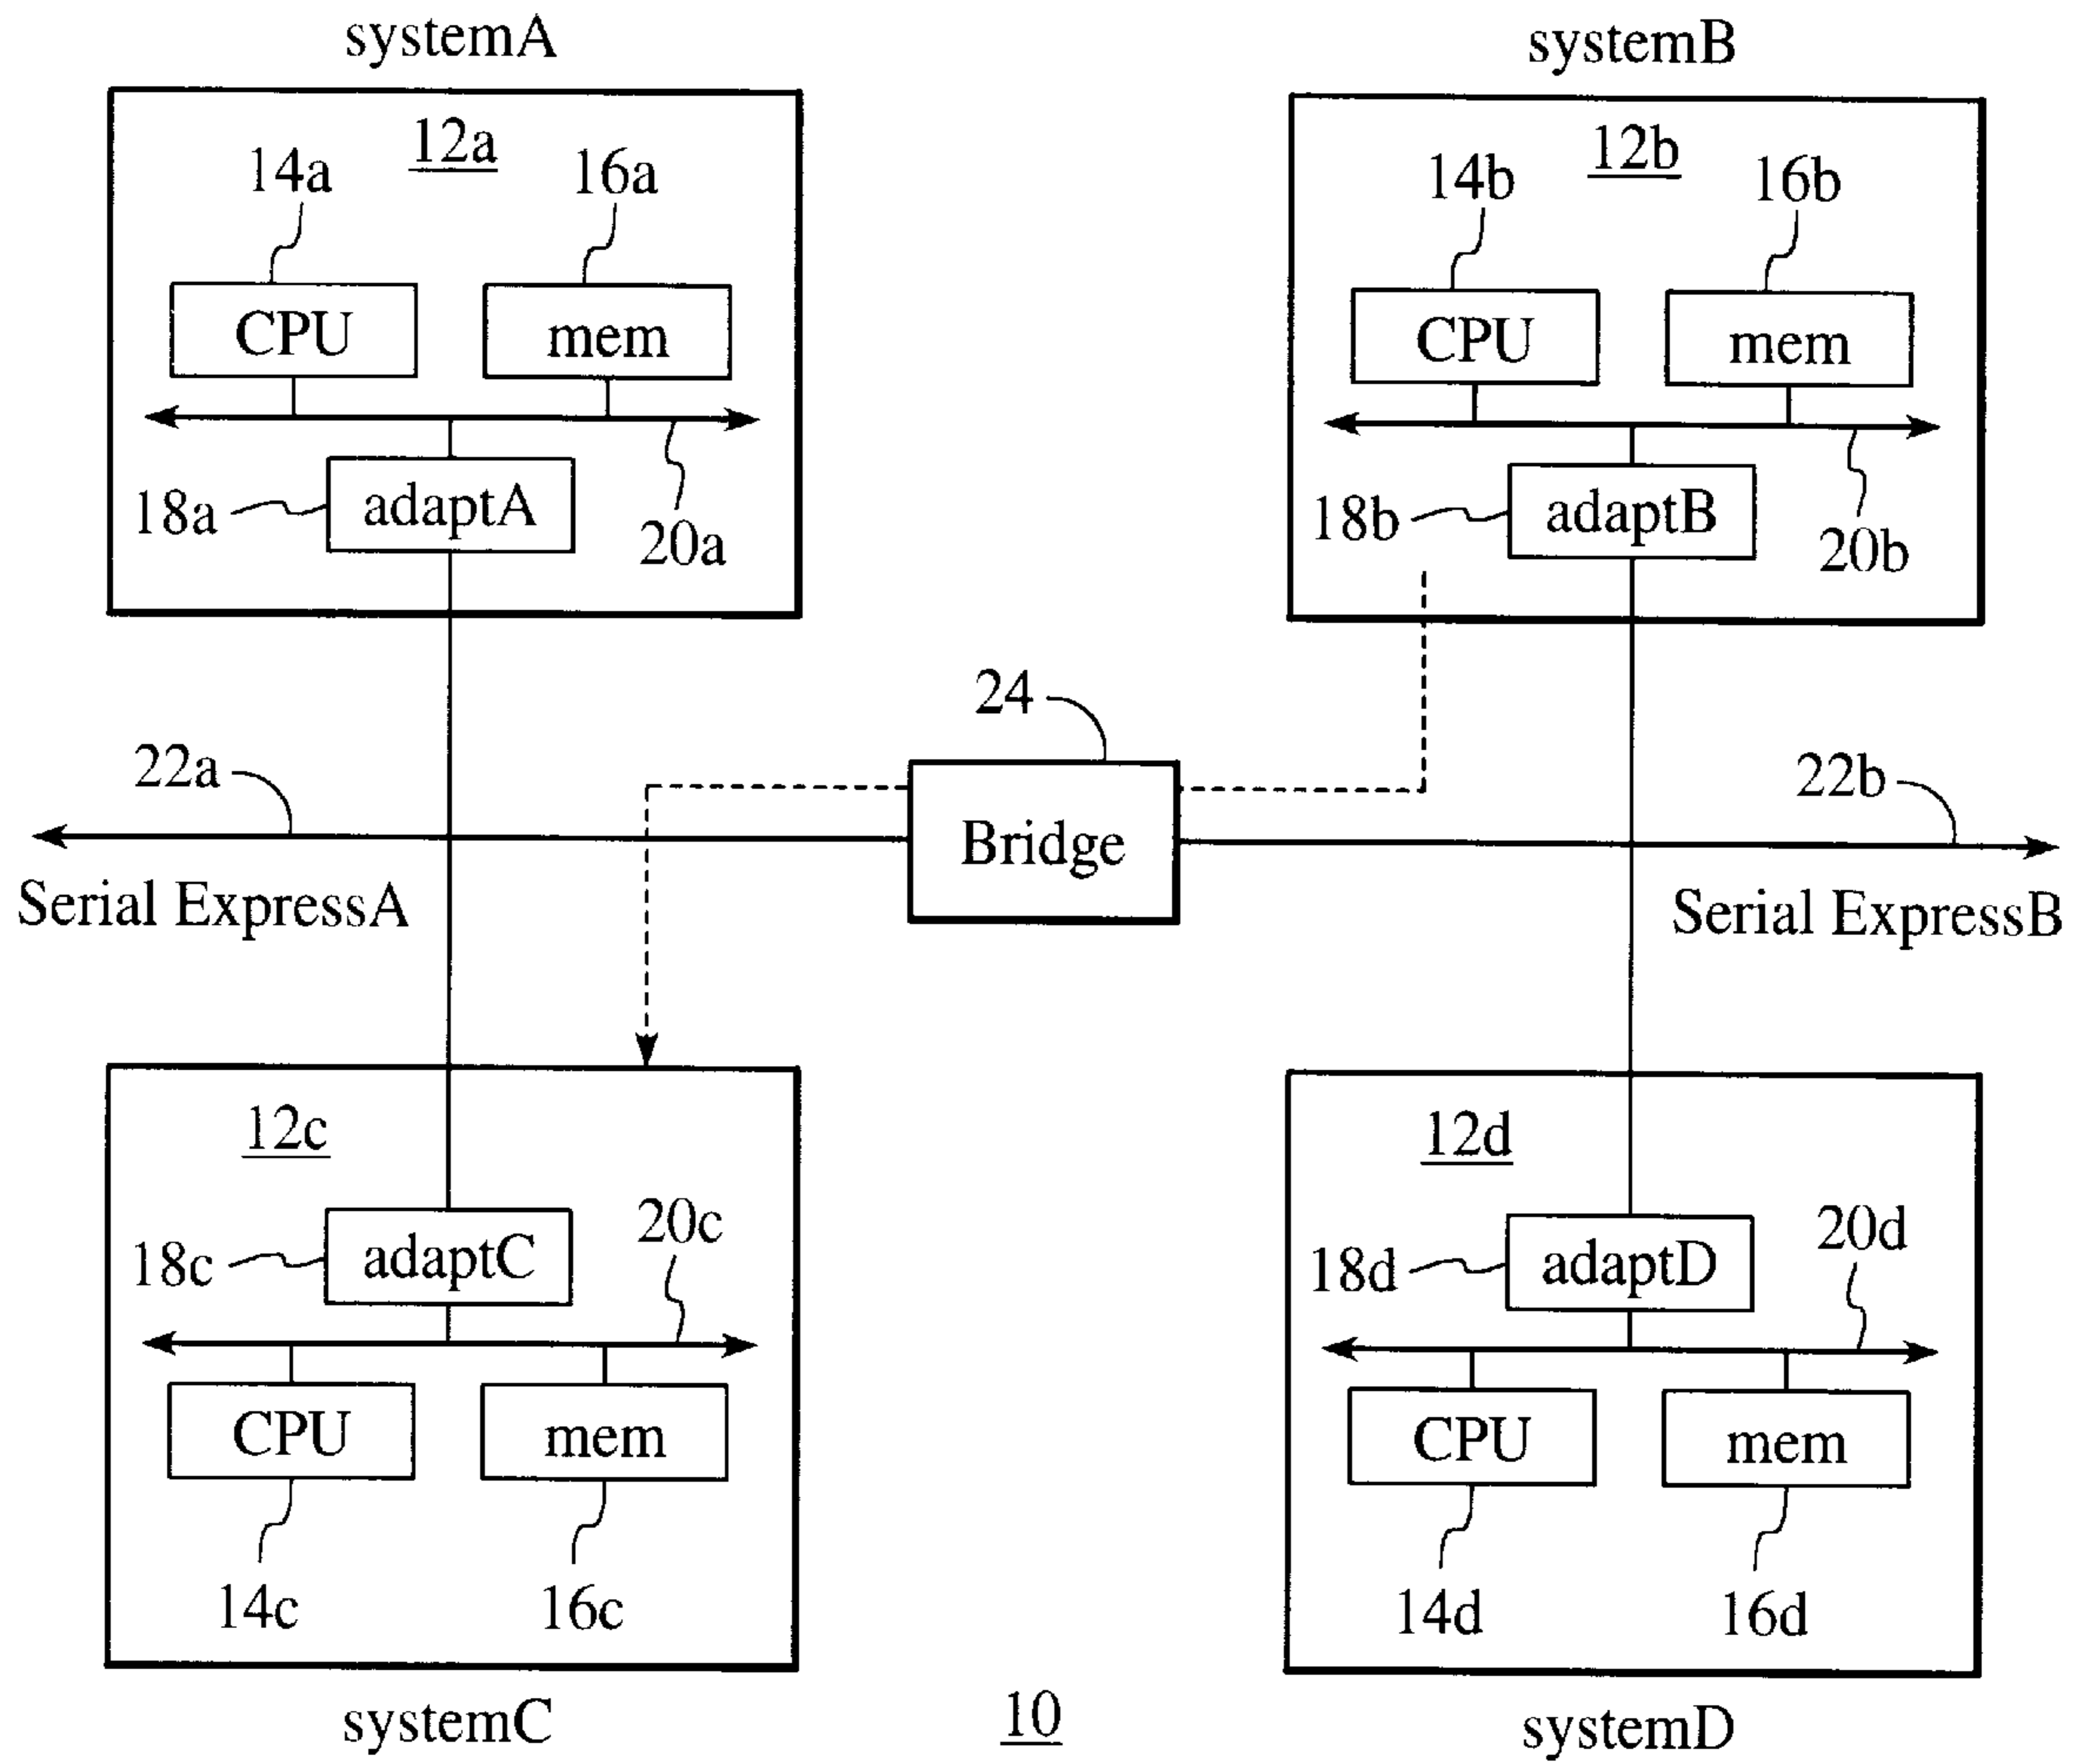 systemA
12a
14a
16a
CPU
mem
18a
adaptA
20a
systemB
12b
14b
16b
CPU
mem
18b
adaptB
20b
24
22a
Bridge
22b
Serial ExpressA
Serial ExpressB
12c
18c
adaptC
20c
CPU
mem
14c
16c
systemC
12d
18d
adaptD
20d
CPU
mem
14d
16d
systemD
10